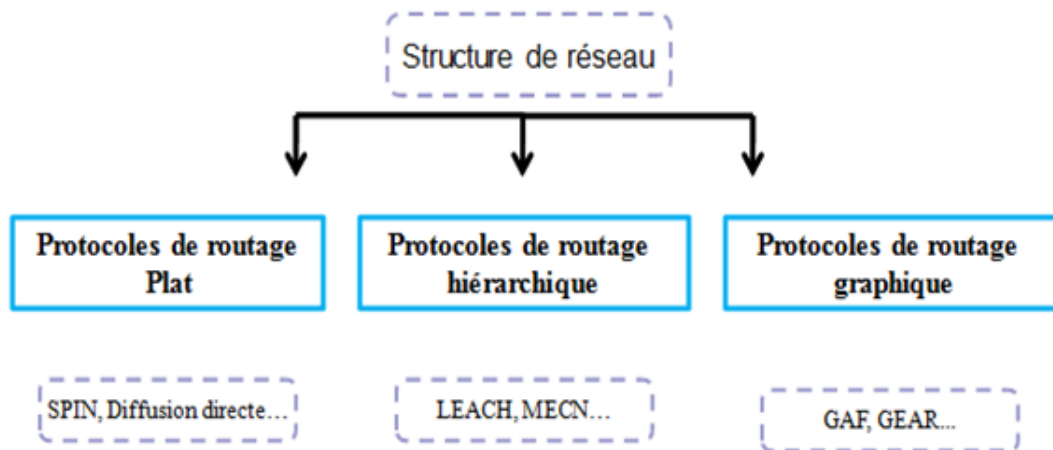 Structure de réseau
Protocoles de routage
Plat
Protocoles de routage
hiérarchique
Protocoles de routage
graphique
SPIN, Diffusion directe…
LEACH, MECN…
GAF, GEAR...